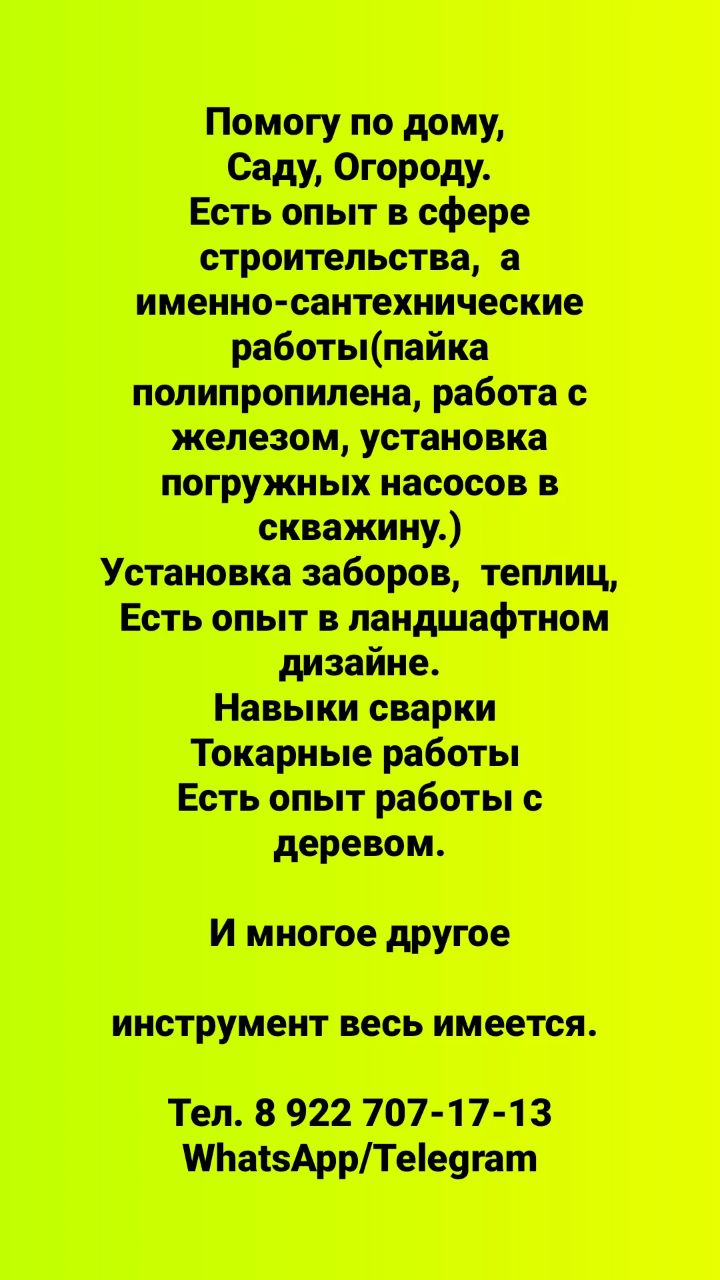 Помогу по дому,
Саду, Огороду.
Есть опыт в сфере
строительства,  а
именно-сантехнические
работы(пайка
полипропилена, работа с
железом, установка
погружных насосов в
скважину.)
Установка заборов,  теплиц,
Есть опыт в ландшафтном
дизайне.
Навыки сварки
Токарные работы
Есть опыт работы с
деревом.
И многое другое
инструмент весь имеется.
Тел. 8 922 707-17-13
WhatsApp/Telegram